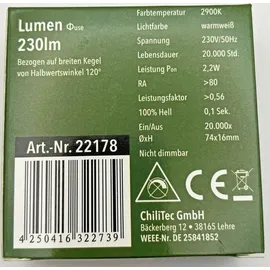 Lumen Φuse
230lm
Bezogen auf breiten Kegel
von Halbwertswinkel 120°
Art.-Nr. 22178
4 250416 322739
Farbtemperatur 2900K
Lichtfarbe warmweiß
Spannung 230V/50Hz
Lebensdauer 20.000 Std.
Leistung Pan 2,2W
RA >80
Leistungsfaktor >0,56
100% Hell 0,1 Sek.
Ein/Aus 20.000x
ØxH 74x16mm
Nicht dimmbar
CE
ChiliTec GmbH
Bäckerberg 12 • 38165 Lehre
WEEE-Nr. DE 25841852